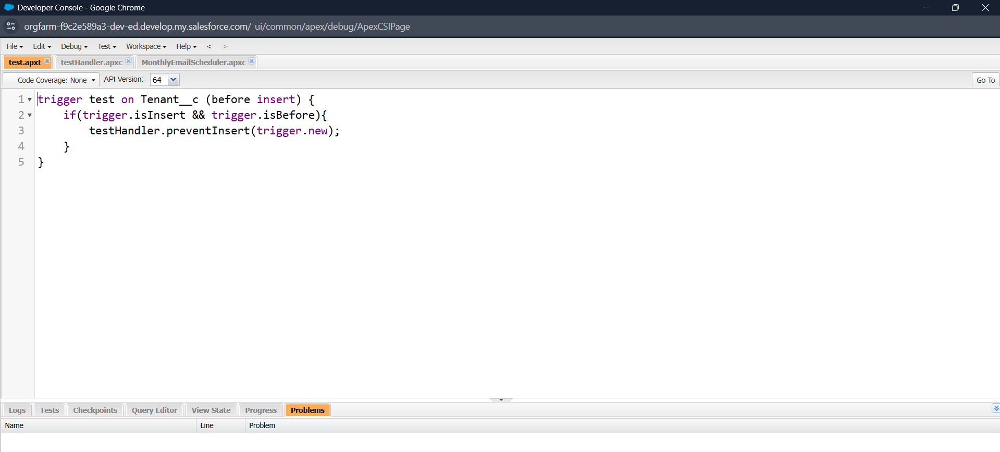 Developer Console - Google Chrome
orgfarm-f9c2e589a3-dev-ed.develop.my.salesforce.com/_ui/common/apex/debug/ApexCSIPage
File Edit Debug Test Workspace Help < >
test.apxt testHandler.apxc MonthlyEmailScheduler.apxc
Code Coverage: None API Version: 64 Go To
1 trigger test on Tenant__c (before insert) {
2 if(trigger.isInsert && trigger.isBefore){
3 testHandler.preventInsert(trigger.new);
4 }
5 }
Logs Tests Checkpoints Query Editor View State Progress Problems
Name Line Problem